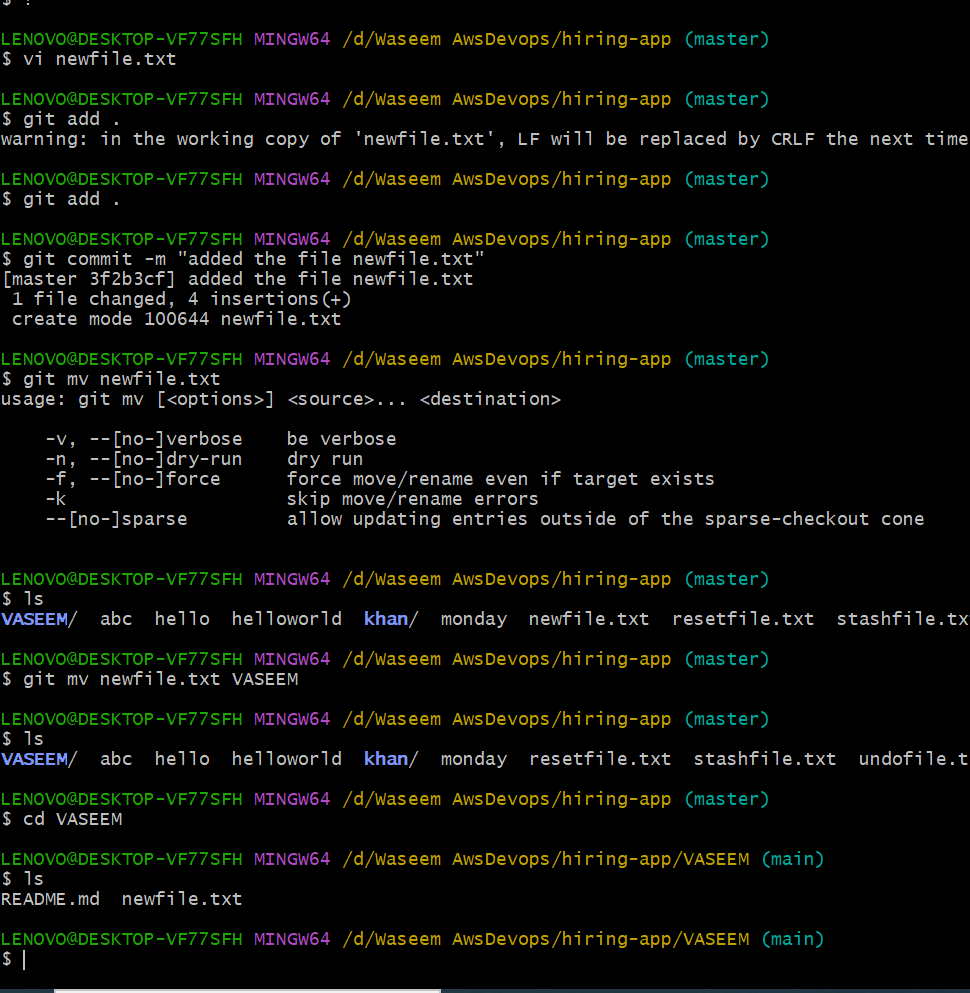 $ :
LENOVO@DESKTOP-VF77SFH MINGW64 /d/Waseem AwsDevops/hiring-app (master)
$ vi newfile.txt
LENOVO@DESKTOP-VF77SFH MINGW64 /d/Waseem AwsDevops/hiring-app (master)
$ git add .
warning: in the working copy of 'newfile.txt', LF will be replaced by CRLF the next time
LENOVO@DESKTOP-VF77SFH MINGW64 /d/Waseem AwsDevops/hiring-app (master)
$ git add .
LENOVO@DESKTOP-VF77SFH MINGW64 /d/Waseem AwsDevops/hiring-app (master)
$ git commit -m "added the file newfile.txt"
[master 3f2b3cf] added the file newfile.txt
 1 file changed, 4 insertions(+)
 create mode 100644 newfile.txt
LENOVO@DESKTOP-VF77SFH MINGW64 /d/Waseem AwsDevops/hiring-app (master)
$ git mv newfile.txt
usage: git mv [<options>] <source>... <destination>
    -v, --[no-]verbose    be verbose
    -n, --[no-]dry-run    dry run
    -f, --[no-]force      force move/rename even if target exists
    -k                    skip move/rename errors
    --[no-]sparse         allow updating entries outside of the sparse-checkout cone
LENOVO@DESKTOP-VF77SFH MINGW64 /d/Waseem AwsDevops/hiring-app (master)
$ ls
VASEEM/  abc  hello  helloworld  khan/  monday  newfile.txt  resetfile.txt  stashfile.tx
LENOVO@DESKTOP-VF77SFH MINGW64 /d/Waseem AwsDevops/hiring-app (master)
$ git mv newfile.txt VASEEM
LENOVO@DESKTOP-VF77SFH MINGW64 /d/Waseem AwsDevops/hiring-app (master)
$ ls
VASEEM/  abc  hello  helloworld  khan/  monday  resetfile.txt  stashfile.txt  undofile.t
LENOVO@DESKTOP-VF77SFH MINGW64 /d/Waseem AwsDevops/hiring-app (master)
$ cd VASEEM
LENOVO@DESKTOP-VF77SFH MINGW64 /d/Waseem AwsDevops/hiring-app/VASEEM (main)
$ ls
README.md  newfile.txt
LENOVO@DESKTOP-VF77SFH MINGW64 /d/Waseem AwsDevops/hiring-app/VASEEM (main)
$